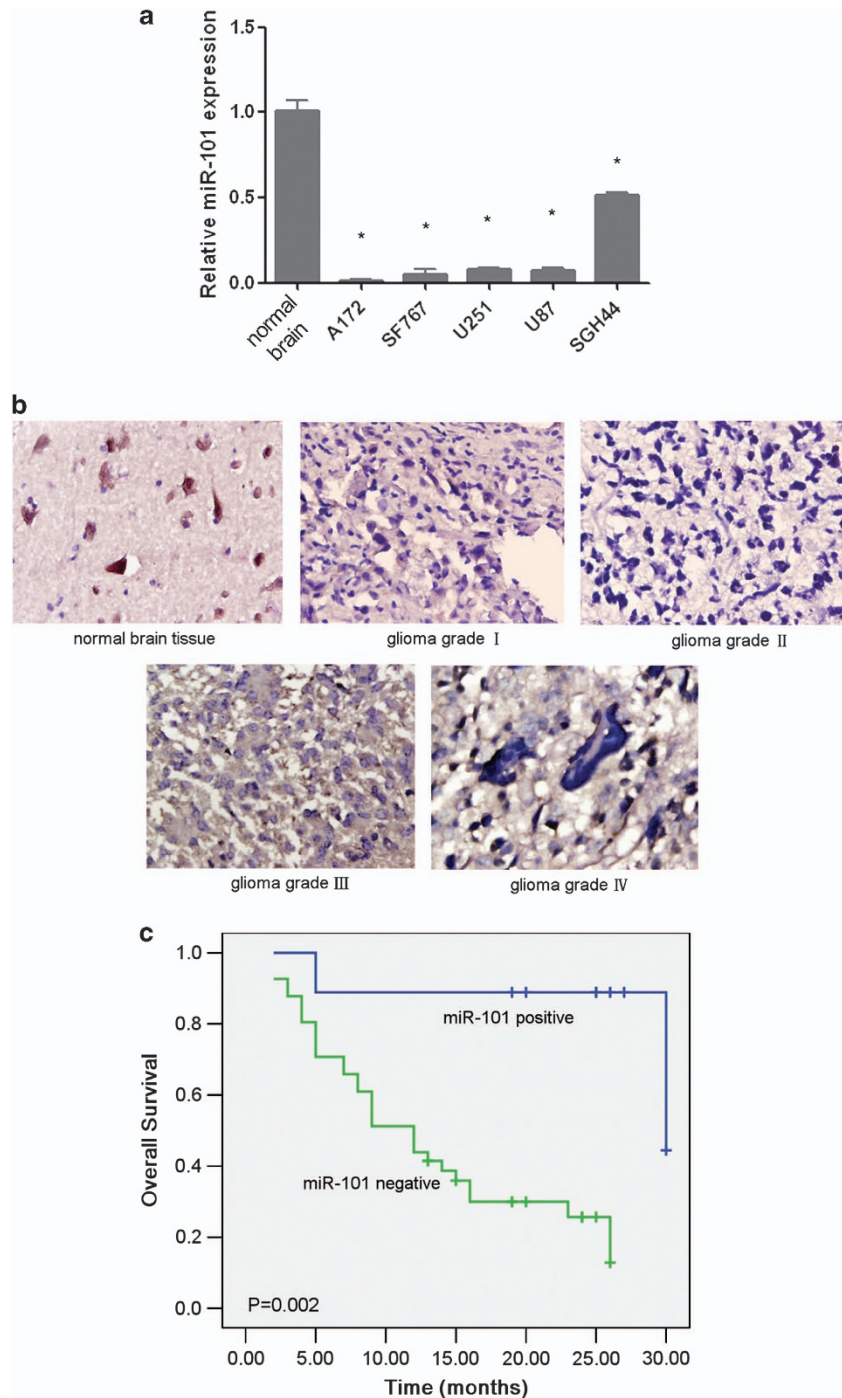 a
Relative miR-101 expression
1.5
1.0
0.5
0.0
*
*
*
*
*
normal
brain
A172
SF767
U251
U87
SGH44
b
normal brain tissue
glioma grade Ⅰ
glioma grade Ⅱ
glioma grade Ⅲ
glioma grade Ⅳ
c
Overall Survival
1.0
0.8
0.6
0.4
0.2
0.0
miR-101 positive
miR-101 negative
P=0.002
0.00 5.00 10.00 15.00 20.00 25.00 30.00
Time (months)